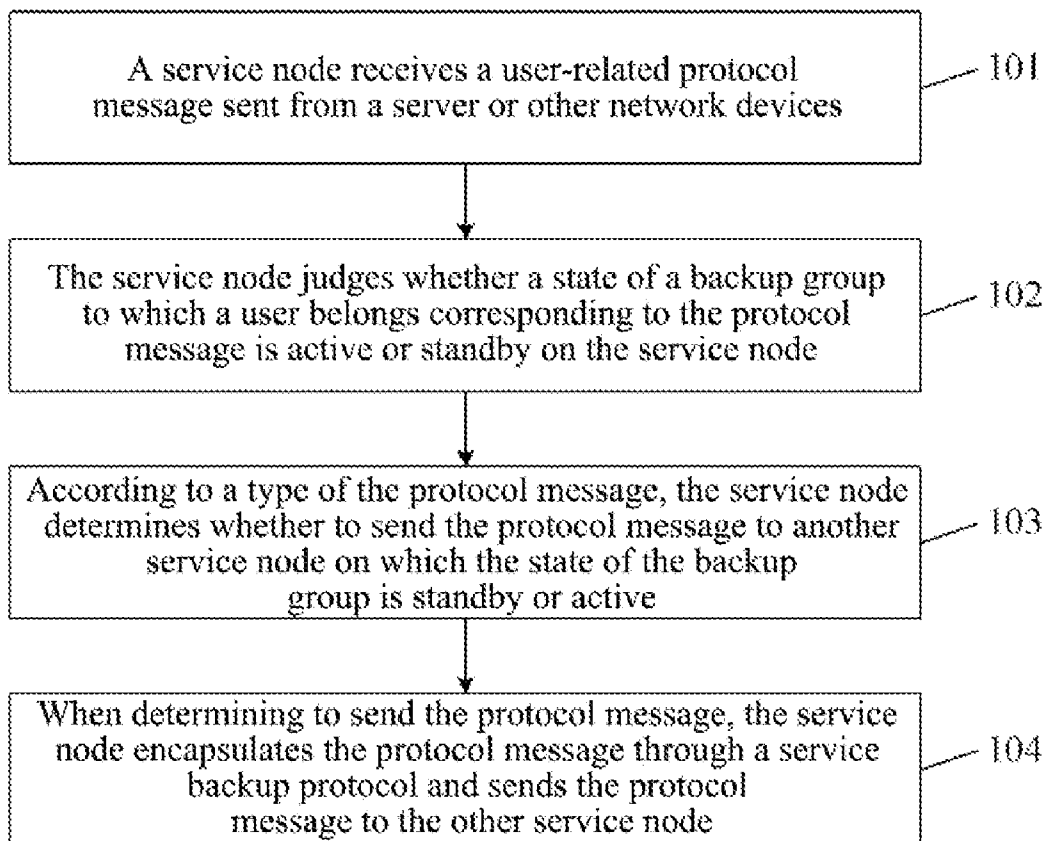 A service node receives a user-related protocol
message sent from a server or other network devices
101
The service node judges whether a state of a backup group
to which a user belongs corresponding to the protocol
message is active or standby on the service node
102
According to a type of the protocol message, the service node
determines whether to send the protocol message to another
service node on which the state of the backup
group is standby or active
103
When determining to send the protocol message, the service
node encapsulates the protocol message through a service
backup protocol and sends the protocol
message to the other service node
104